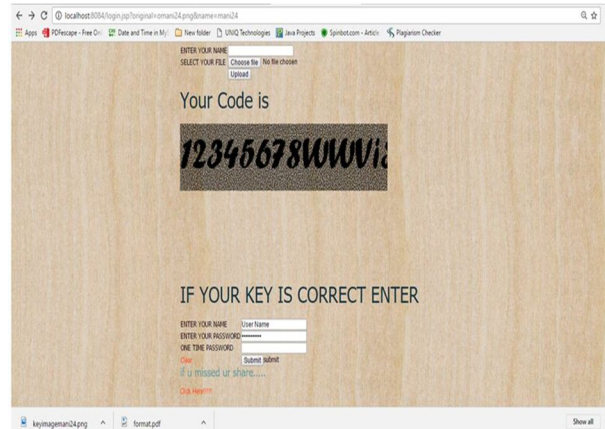 localhost:8084/login.jsp?original=omani24.png&name=mani24
Apps PDFescape - Free Onl Date and Time in My New folder UNIQ Technologies Java Projects Spinbot.com - Article Plagiarism Checker
ENTER YOUR NAME
SELECT YOUR FILE Choose file No file chosen
Upload
Your Code is
12345678WWVi
IF YOUR KEY IS CORRECT ENTER
ENTER YOUR NAME User Name
ENTER YOUR PASSWORD
ONE TIME PASSWORD
Clear Submit submit
if u missed ur share.....
Click Here!!!!
keyimagemani24.png format.pdf Show all